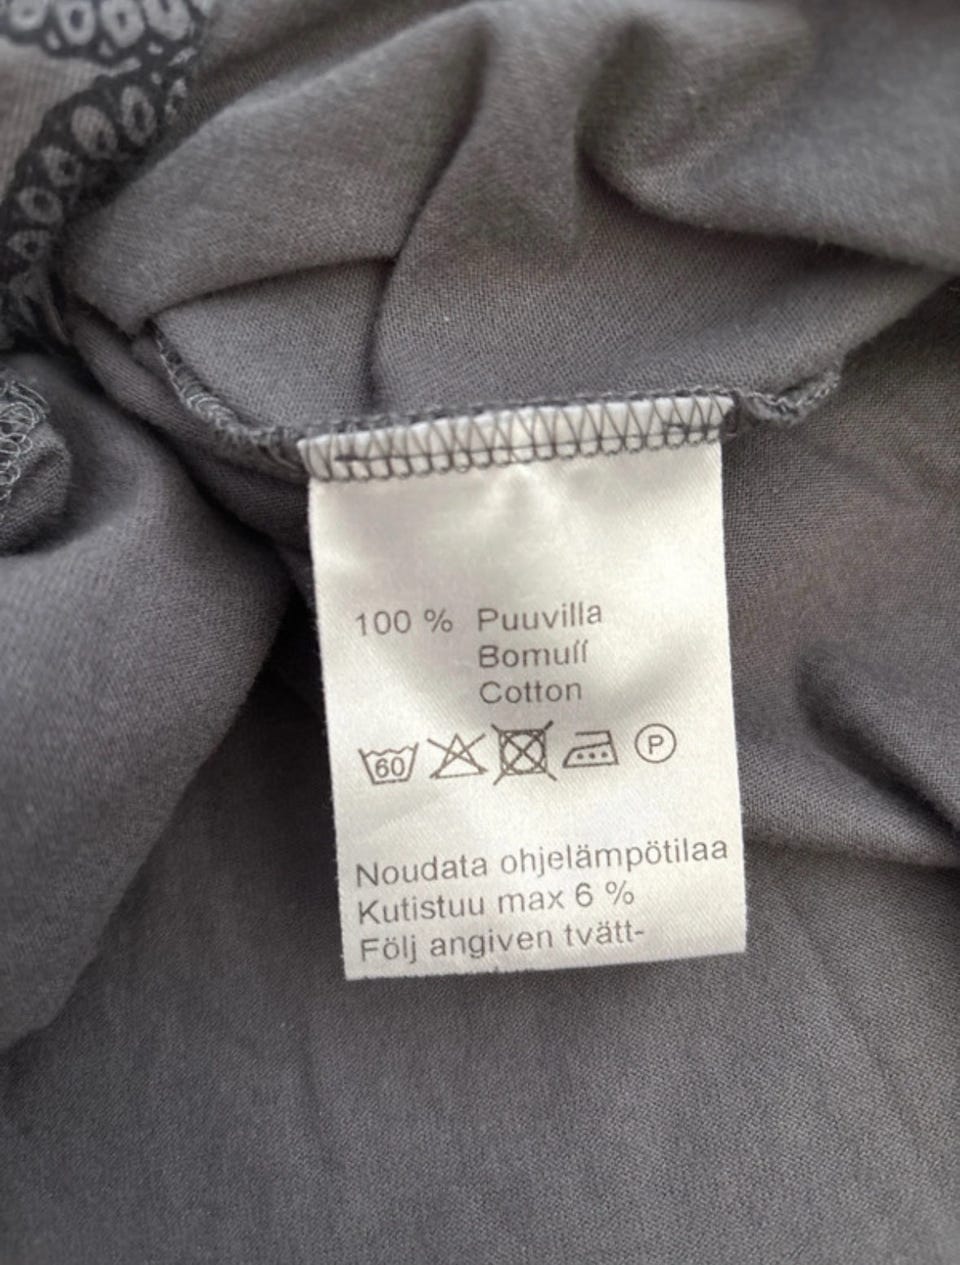 100 % Puuvilla
Bomull
Cotton
60 P
Noudata ohjelämpötilaa
Kutistuu max 6 %
Följ angiven tvätt-